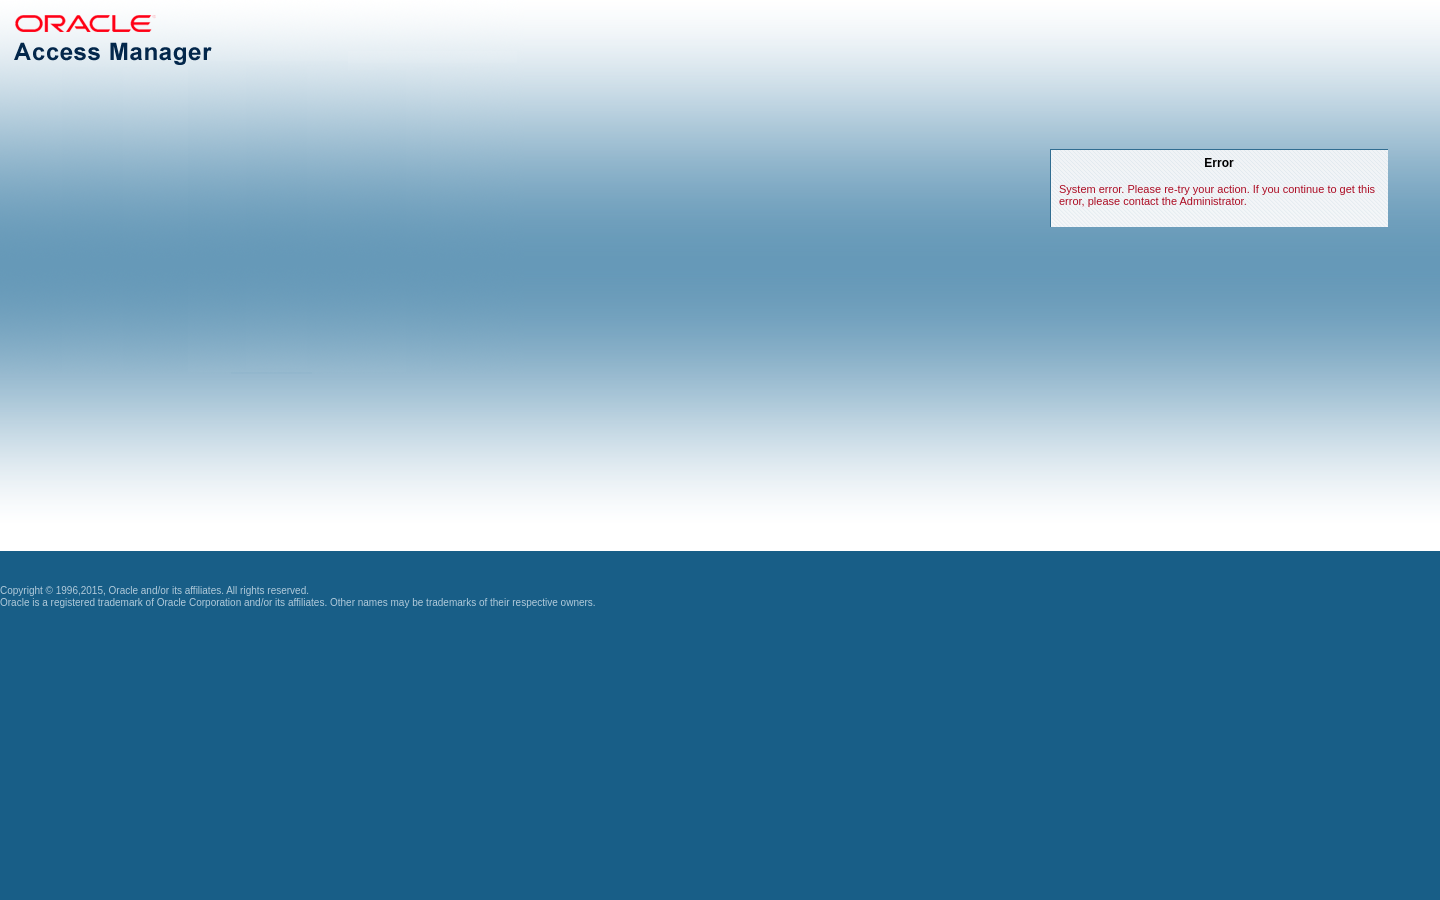 ORACLE
Access Manager
Error
System error. Please re-try your action. If you continue to get this
error, please contact the Administrator.
Copyright © 1996,2015, Oracle and/or its affiliates. All rights reserved.
Oracle is a registered trademark of Oracle Corporation and/or its affiliates. Other names may be trademarks of their respective owners.